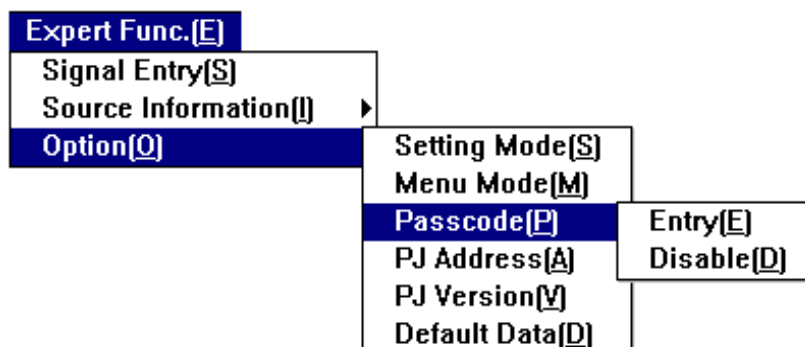 Expert Func.(E)
Signal Entry(S)
Source Information(I)
Option(O)
Setting Mode(S)
Menu Mode(M)
Passcode(P)
PJ Address(A)
PJ Version(V)
Default Data(D)
Entry(E)
Disable(D)